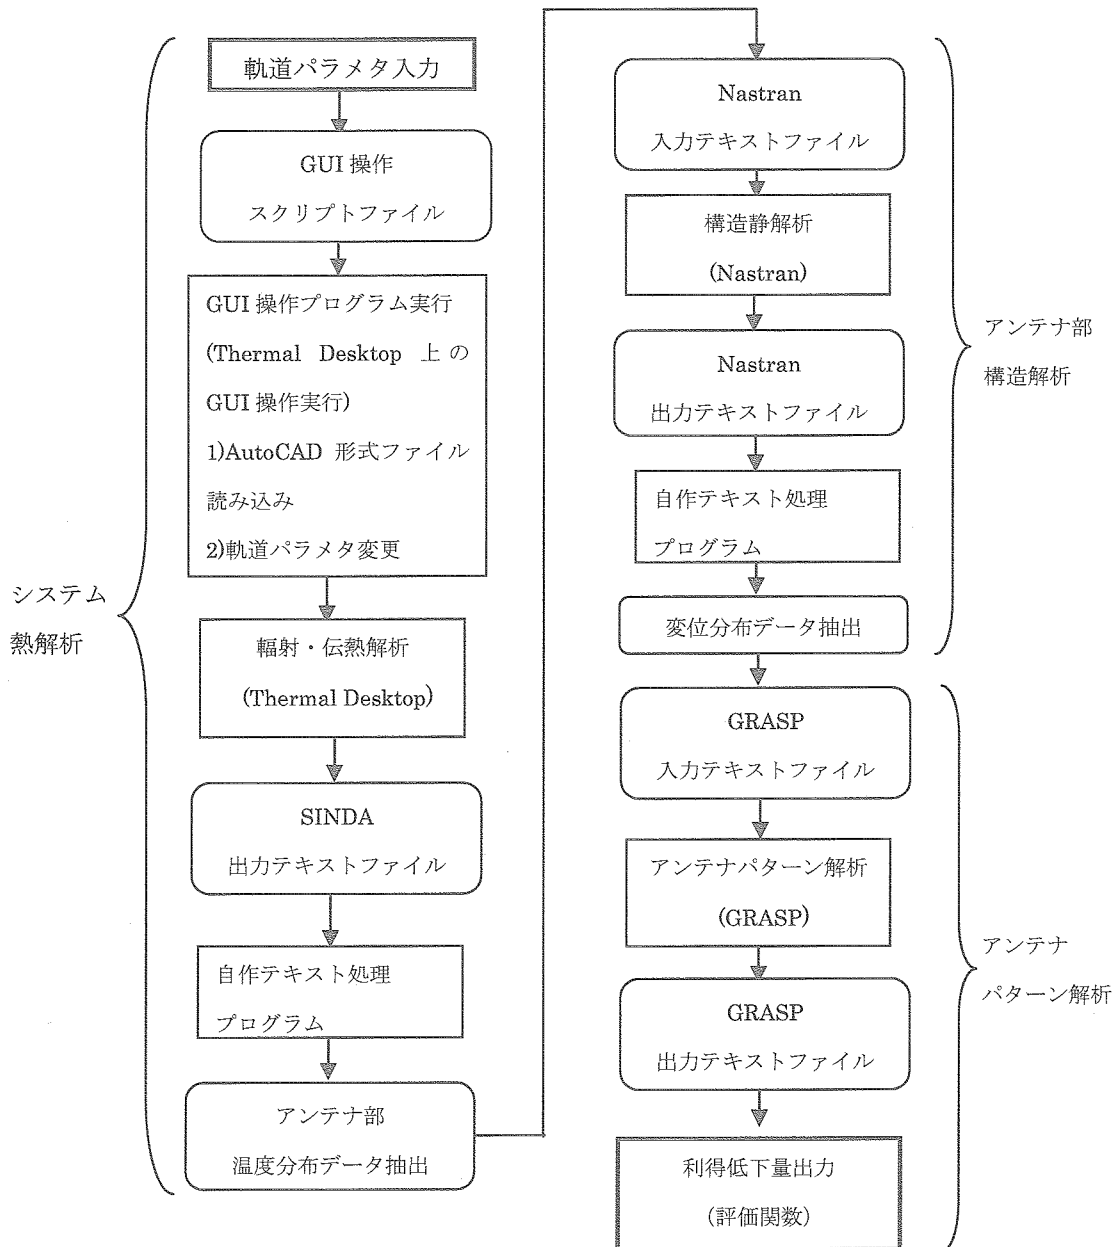 システム
熱解析
軌道パラメタ入力
GUI 操作
スクリプトファイル
GUI 操作プログラム実行
(Thermal Desktop 上の
GUI 操作実行)
1)AutoCAD 形式ファイル
読み込み
2)軌道パラメタ変更
輻射・伝熱解析
(Thermal Desktop)
SINDA
出力テキストファイル
自作テキスト処理
プログラム
アンテナ部
温度分布データ抽出
Nastran
入力テキストファイル
構造静解析
(Nastran)
Nastran
出力テキストファイル
自作テキスト処理
プログラム
変位分布データ抽出
アンテナ部
構造解析
GRASP
入力テキストファイル
アンテナパターン解析
(GRASP)
GRASP
出力テキストファイル
利得低下量出力
(評価関数)
アンテナ
パターン解析